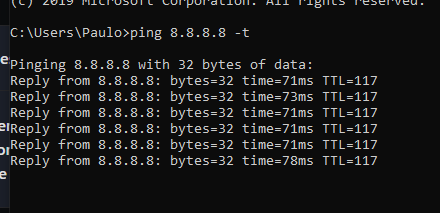 (c) 2019 Microsoft Corporation. All rights reserved.
C:\Users\Paulo>ping 8.8.8.8 -t
Pinging 8.8.8.8 with 32 bytes of data:
Reply from 8.8.8.8: bytes=32 time=71ms TTL=117
Reply from 8.8.8.8: bytes=32 time=73ms TTL=117
Reply from 8.8.8.8: bytes=32 time=71ms TTL=117
Reply from 8.8.8.8: bytes=32 time=71ms TTL=117
Reply from 8.8.8.8: bytes=32 time=71ms TTL=117
Reply from 8.8.8.8: bytes=32 time=78ms TTL=117